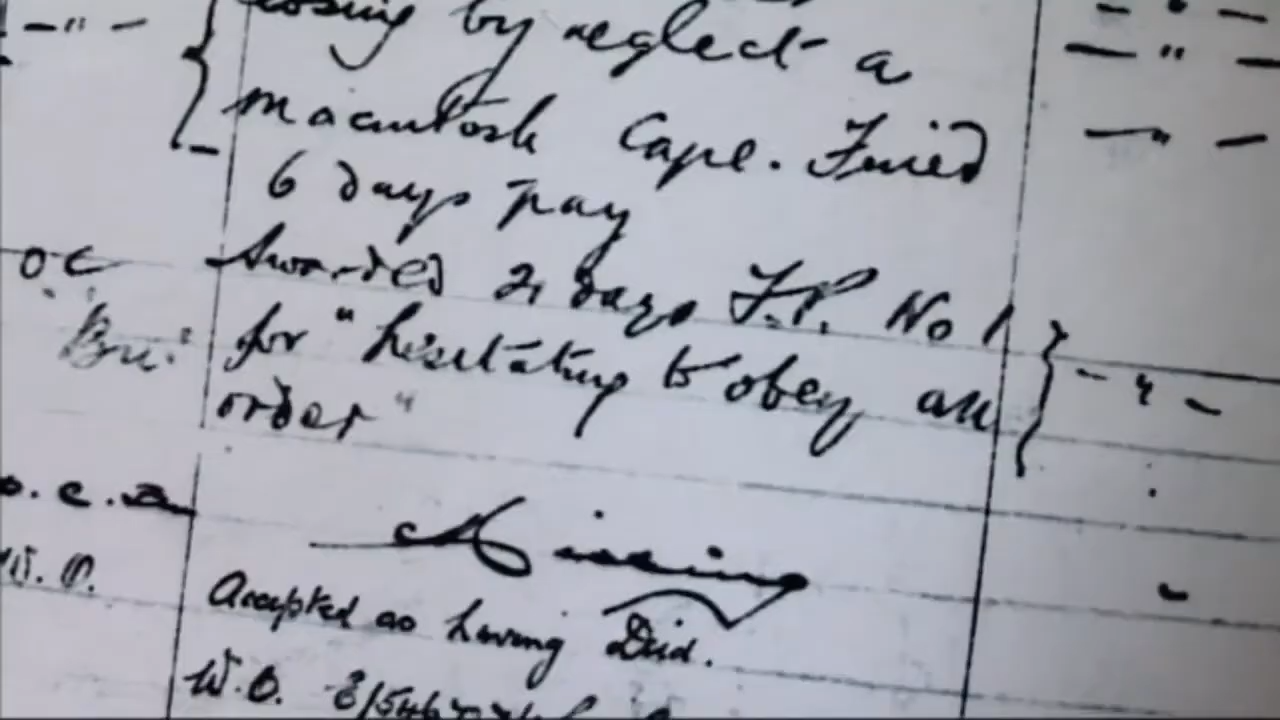 losing by neglect a
macintosh Cape. Fined
6 days pay
O C Awarded 21 days F.P. No 1
for "hesitating to obey an
order"
Missing
Accepted as having Died.
W.O.